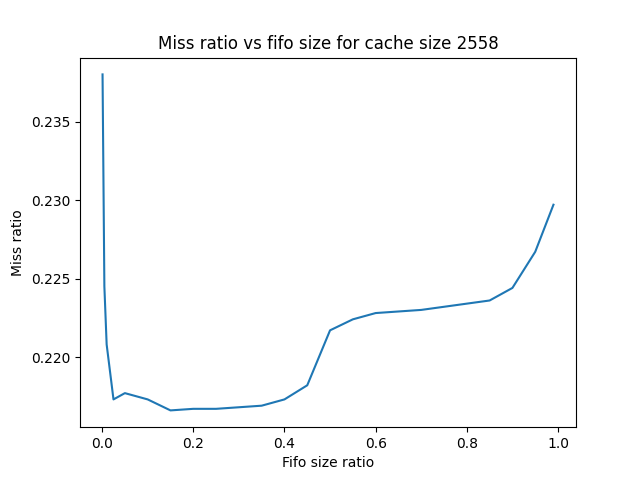 Miss ratio vs fifo size for cache size 2558
0.235
0.230
0.225
0.220
Miss ratio
0.0 0.2 0.4 0.6 0.8 1.0
Fifo size ratio